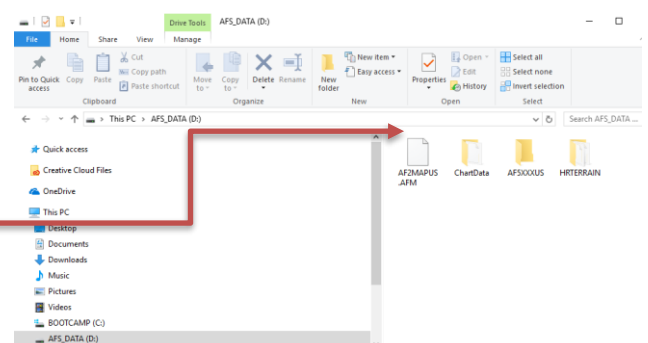 Drive Tools AFS_DATA (D:)
File Home Share View Manage
Pin to Quick access
Copy
Paste
Cut
Copy path
Paste shortcut
Clipboard
Move to
Copy to
Delete
Rename
Organize
New folder
New item
Easy access
New
Properties
Open
Edit
History
Open
Select all
Select none
Invert selection
Select
This PC > AFS_DATA (D:)
Search AFS_DATA ...
Quick access
Creative Cloud Files
OneDrive
This PC
Desktop
Documents
Downloads
Music
Pictures
Videos
BOOTCAMP (C:)
AFS_DATA (D:)
AF2MAPUS
.AFM
ChartData
AF5XXXUS
HRTERRAIN